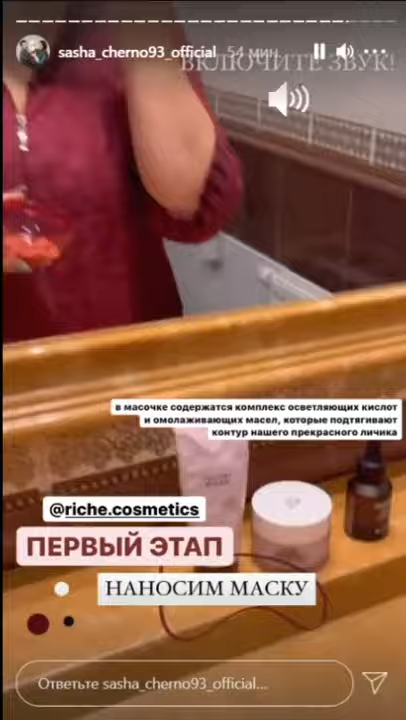 sasha_cherno93_official 54 мин.
ВКЛЮЧИТЕ ЗВУК!
в масочке содержатся комплекс осветляющих кислот
и омолаживающих масел, которые подтягивают
контур нашего прекрасного личика
@riche.cosmetics
ПЕРВЫЙ ЭТАП
НАНОСИМ МАСКУ
Ответьте sasha_cherno93_official...